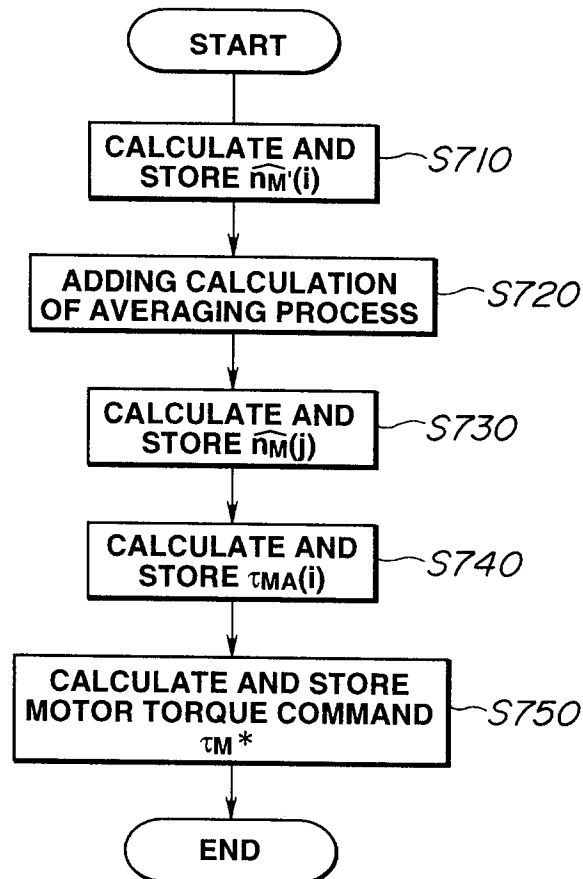 START
CALCULATE AND
STORE n̂M'(i)
S710
ADDING CALCULATION
OF AVERAGING PROCESS
S720
CALCULATE AND
STORE n̂M(j)
S730
CALCULATE AND
STORE τMA(i)
S740
CALCULATE AND STORE
MOTOR TORQUE COMMAND
τM*
S750
END